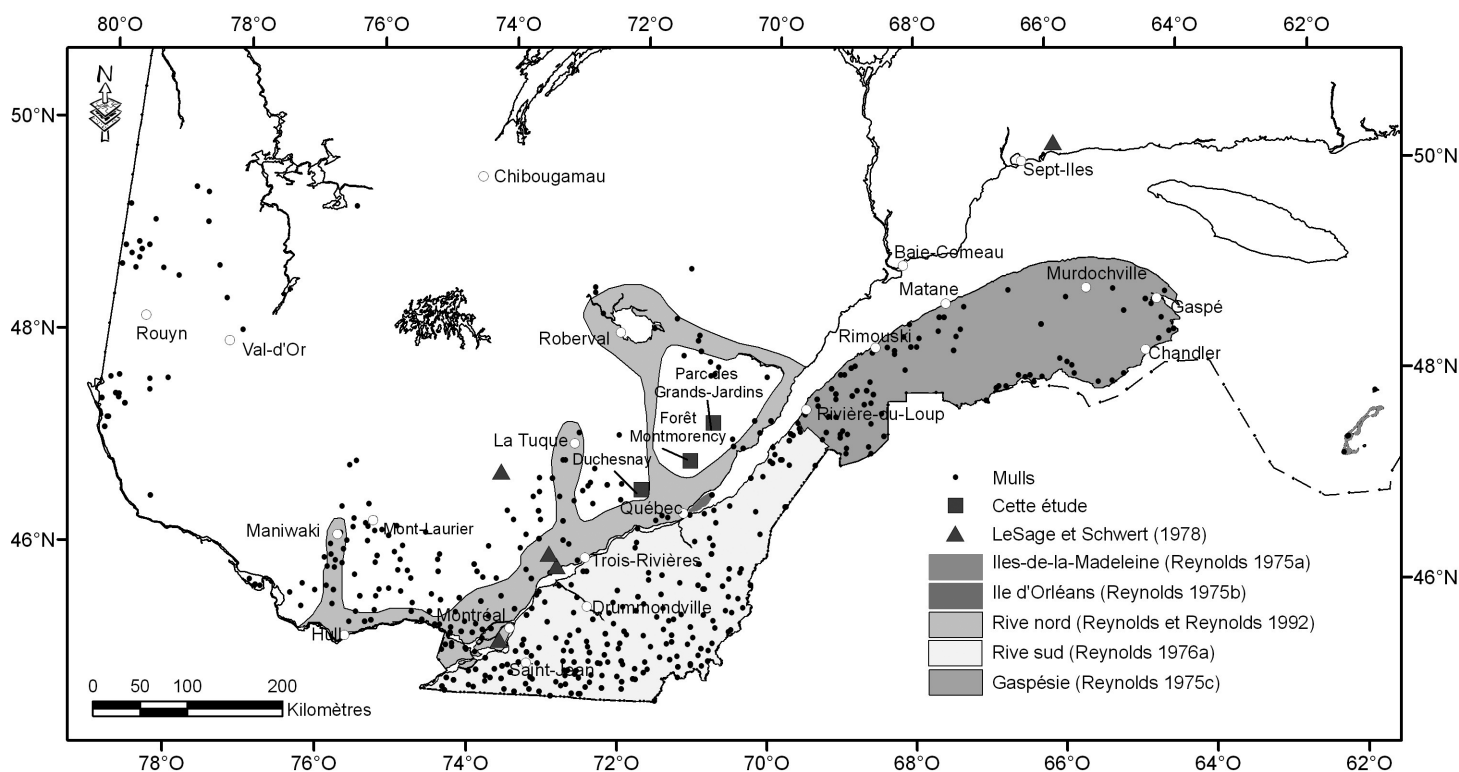 80°O 78°O 76°O 74°O 72°O 70°O 68°O 66°O 64°O 62°O
N
50°N
50°N
Chibougamau
Sept-Iles
Baie-Comeau
Murdochville
Matane
Gaspé
48°N
Rouyn
Val-d'Or
Roberval
Rimouski
Chandler
48°N
Parc des
Grands-Jardins
Forêt
Montmorency
Rivière-du-Loup
La Tuque
Duchesnay
Québec
Maniwaki
Mont-Laurier
46°N
Trois-Rivières
46°N
Drummondville
Montréal
Hull
Saint-Jean
Mulls
Cette étude
LeSage et Schwert (1978)
Iles-de-la-Madeleine (Reynolds 1975a)
Ile d'Orléans (Reynolds 1975b)
Rive nord (Reynolds et Reynolds 1992)
Rive sud (Reynolds 1976a)
Gaspésie (Reynolds 1975c)
0 50 100 200
Kilomètres
78°O 76°O 74°O 72°O 70°O 68°O 66°O 64°O 62°O